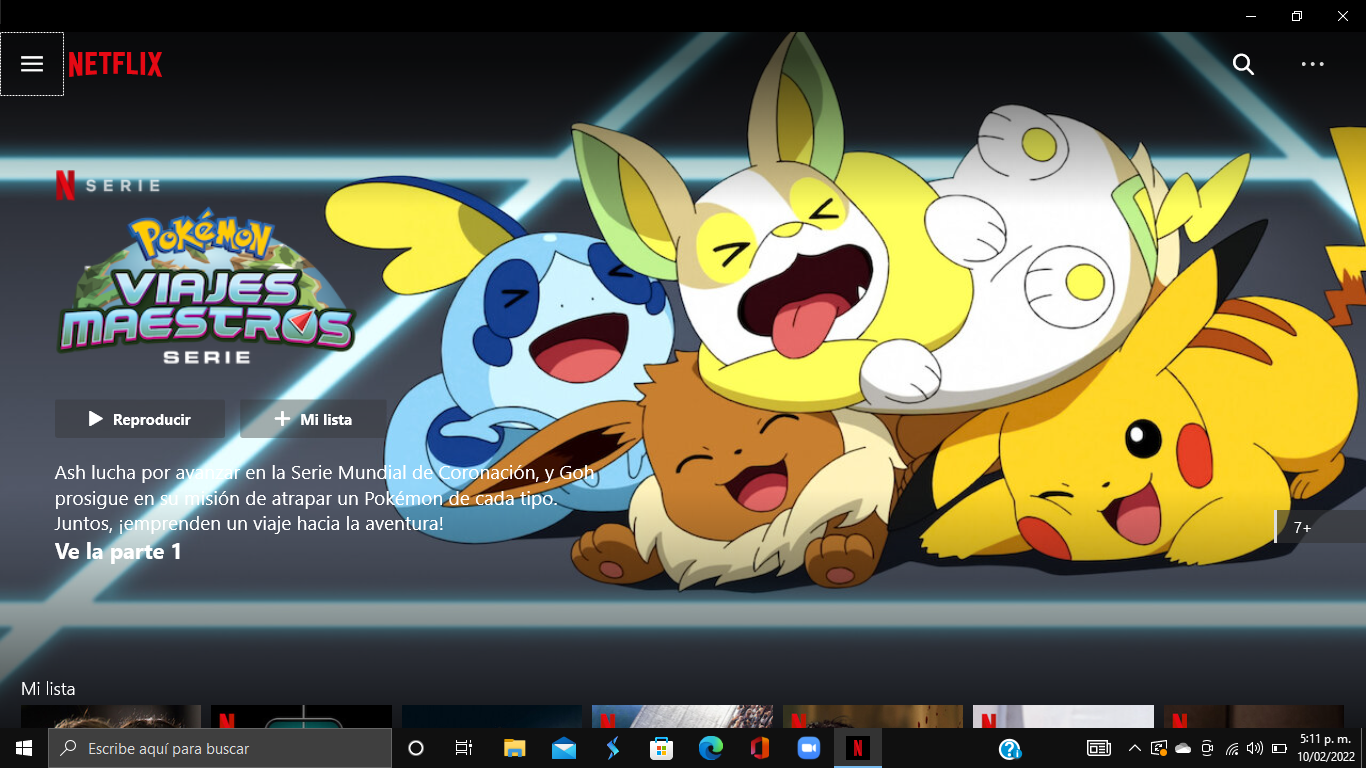 NETFLIX
N SERIE
POKÉMON
VIAJES
MAESTROS
SERIE
Reproducir
Mi lista
Ash lucha por avanzar en la Serie Mundial de Coronación, y Goh
prosigue en su misión de atrapar un Pokémon de cada tipo.
Juntos, ¡emprenden un viaje hacia la aventura!
Ve la parte 1
7+
Mi lista
N
N
N
N
N
Escribe aquí para buscar
N
5:11 p. m.
10/02/2022